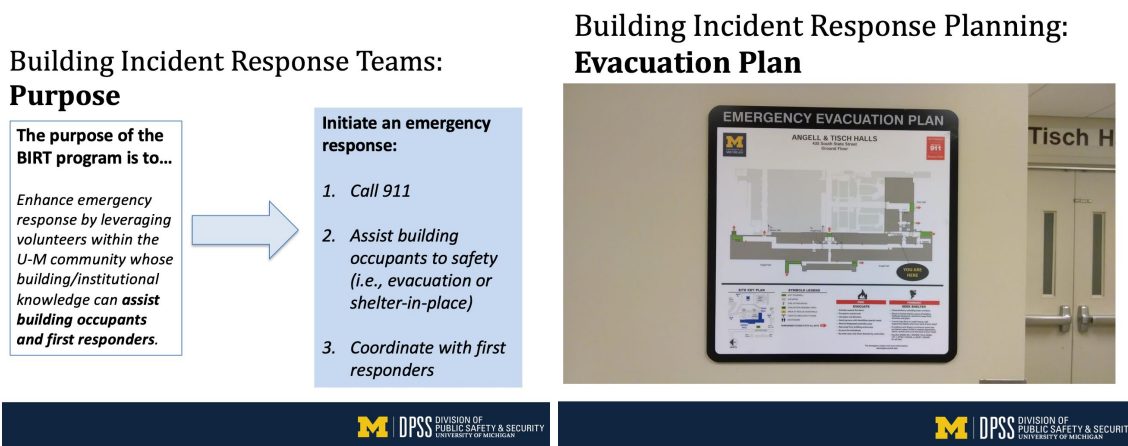 Building Incident Response Teams:
Purpose
The purpose of the
BIRT program is to...
Enhance emergency
response by leveraging
volunteers within the
U-M community whose
building/institutional
knowledge can assist
building occupants
and first responders.
Initiate an emergency
response:
1. Call 911
2. Assist building
occupants to safety
(i.e., evacuation or
shelter-in-place)
3. Coordinate with first
responders
M DPSS DIVISION OF
PUBLIC SAFETY & SECURITY
UNIVERSITY OF MICHIGAN
Building Incident Response Planning:
Evacuation Plan
EMERGENCY EVACUATION PLAN
M
ANGELL & TISCH HALLS
435 South State Street
Ground Floor
911
YOU ARE
HERE
SYMBOLS LEGEND
EVACUATE
Tisch H
M DPSS DIVISION OF
PUBLIC SAFETY & SECURIT
UNIVERSITY OF MICHIGAN